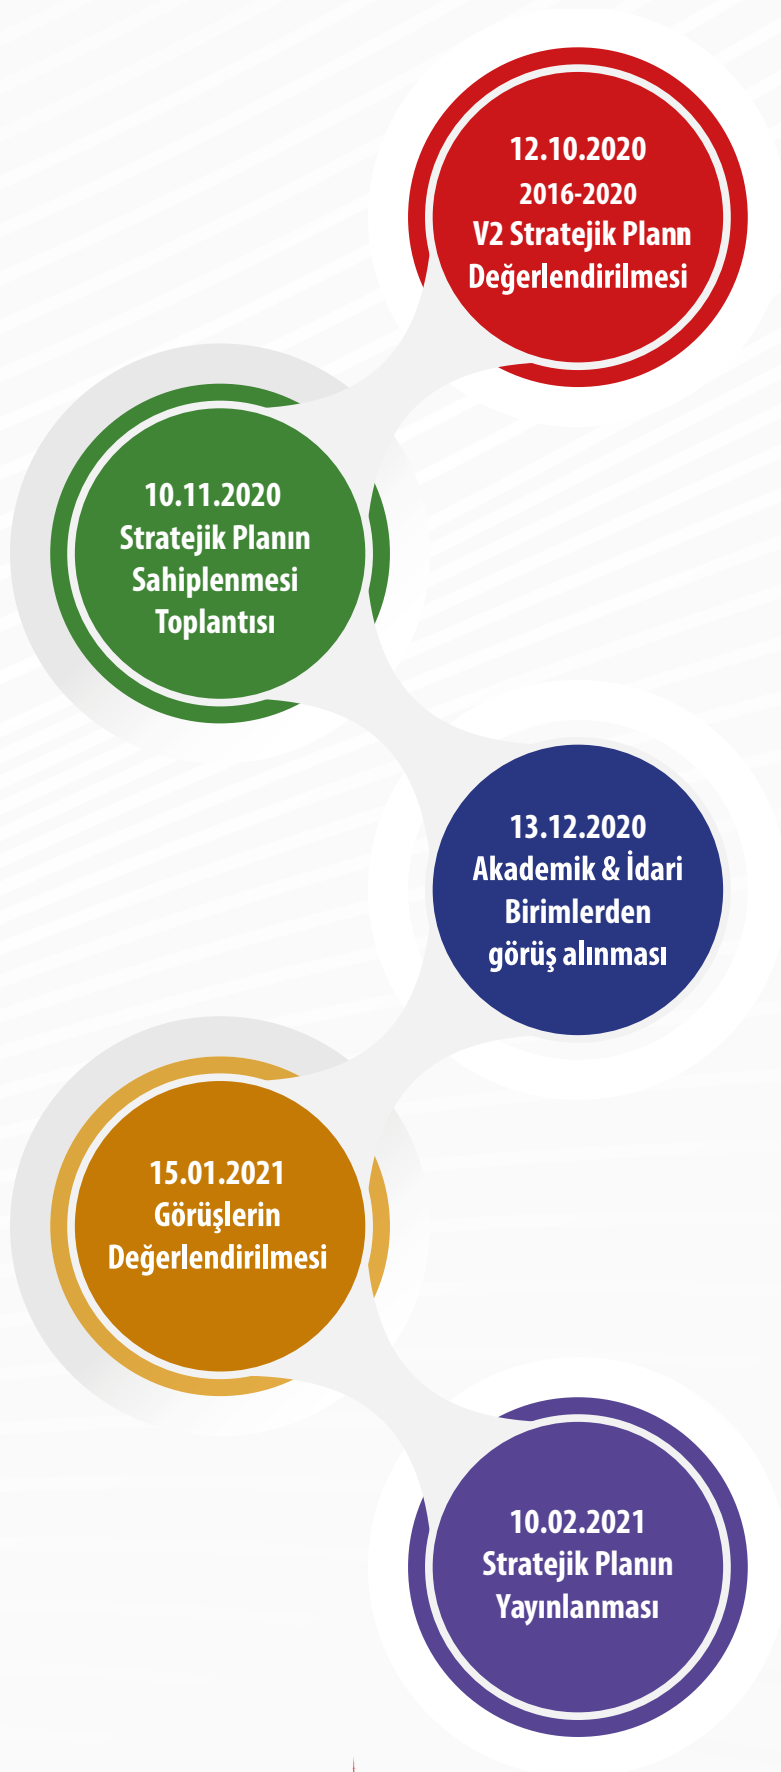 12.10.2020
2016-2020
V2 Stratejik Plann
Değerlendirilmesi
10.11.2020
Stratejik Planın
Sahiplenmesi
Toplantısı
13.12.2020
Akademik & İdari
Birimlerden
görüş alınması
15.01.2021
Görüşlerin
Değerlendirilmesi
10.02.2021
Stratejik Planın
Yayınlanması